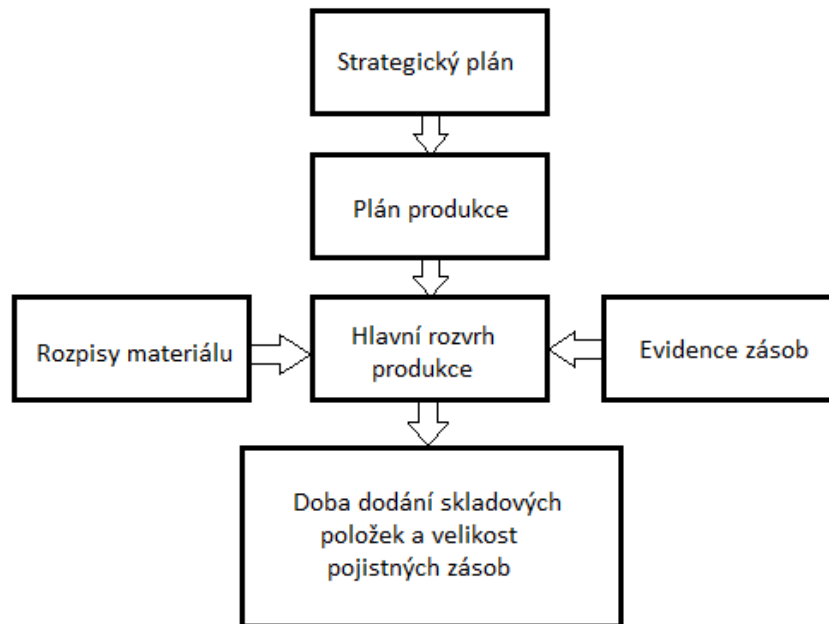 Strategický plán
Plán produkce
Rozpisy materiálu
Hlavní rozvrh
produkce
Evidence zásob
Doba dodání skladových
položek a velikost
pojistných zásob